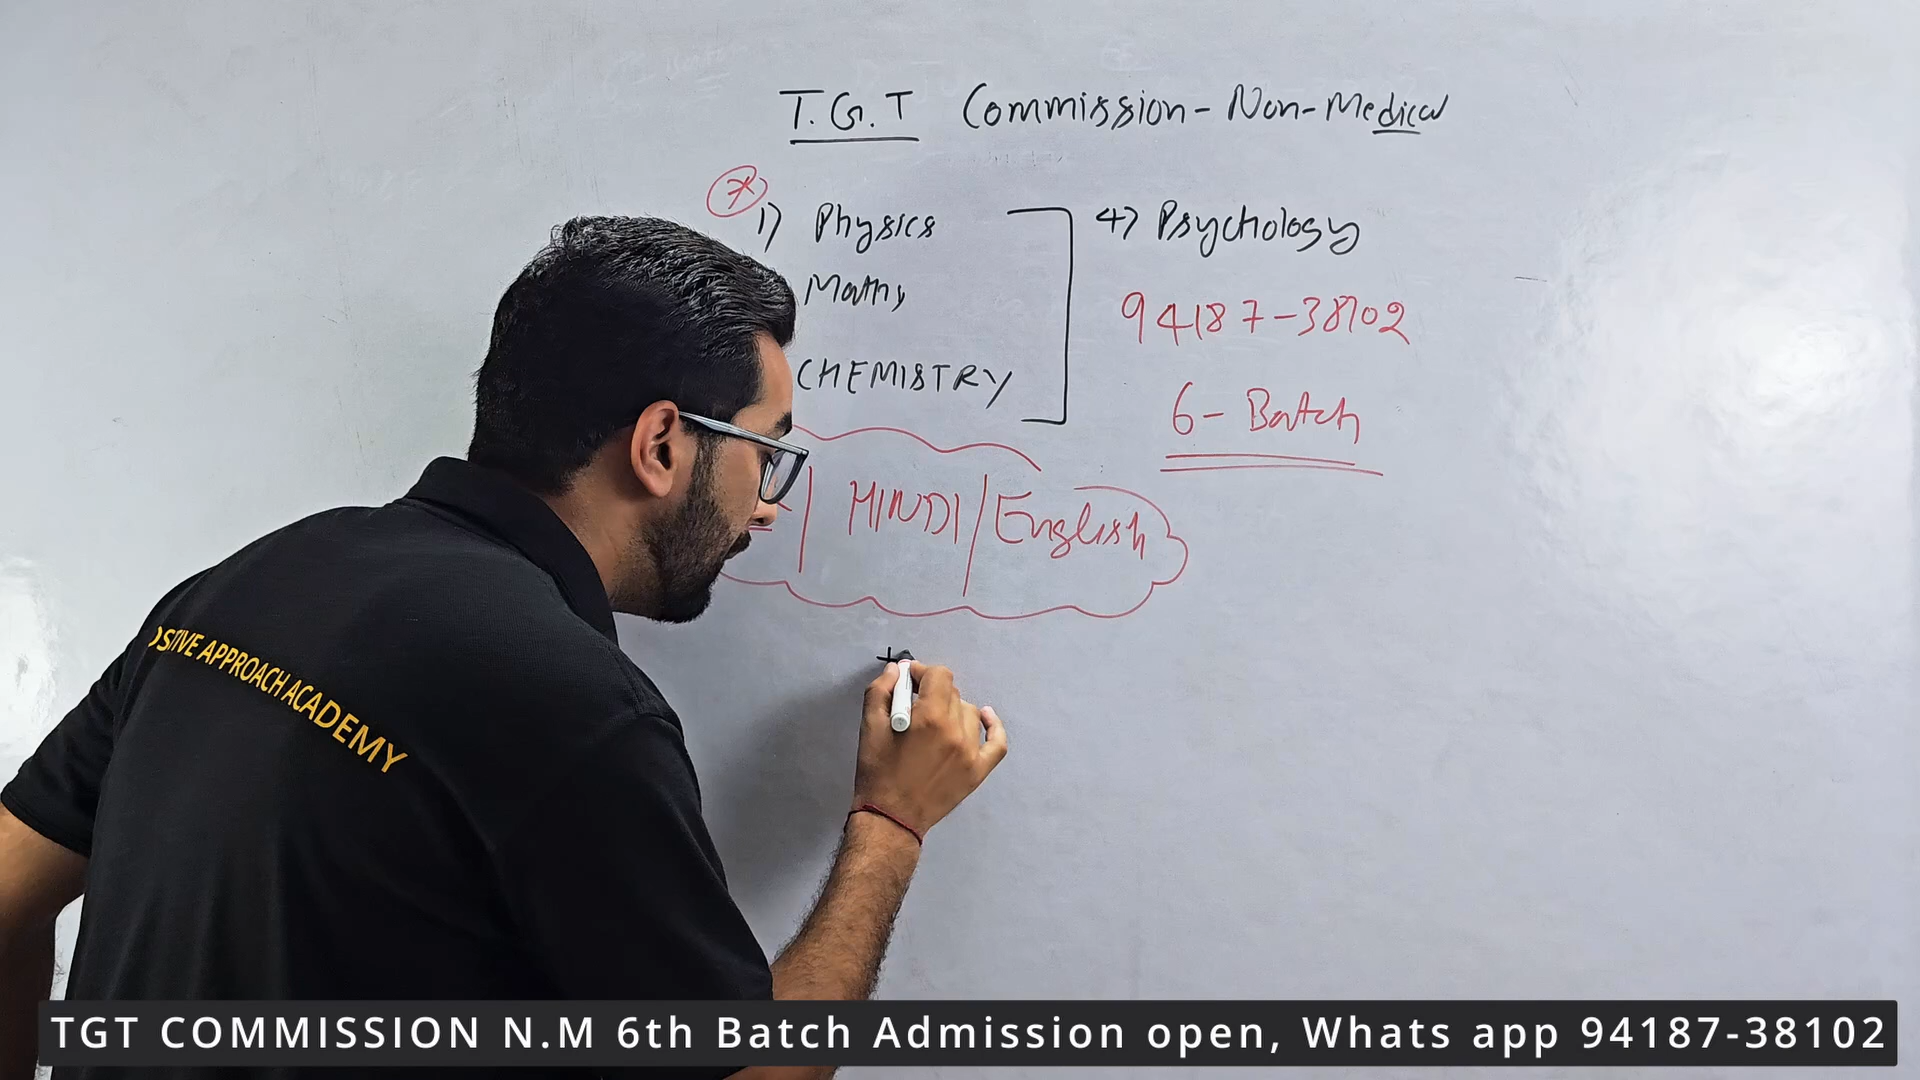 T.G.T Commission - Non-Medical
1) Physics
Maths
CHEMISTRY
4) Psychology
94187-38102
6 - Batch
HINDI / English
OSITIVE APPROACH ACADEMY
TGT COMMISSION N.M 6th Batch Admission open, Whats app 94187-38102